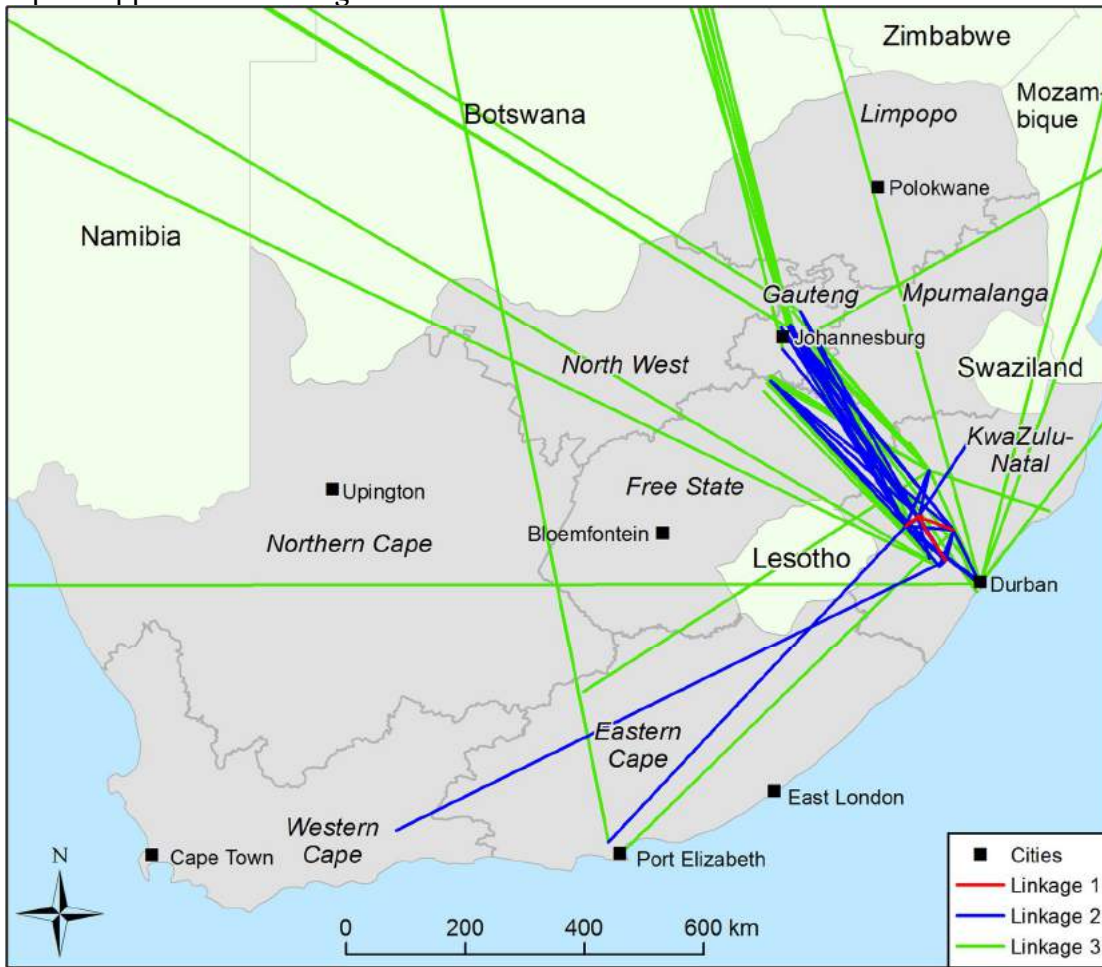 Zimbabwe
Mozam-
bique
Limpopo
Botswana
Polokwane
Namibia
Gauteng
Mpumalanga
Johannesburg
North West
Swaziland
KwaZulu-
Natal
Free State
Upington
Bloemfontein
Northern Cape
Lesotho
Durban
Eastern
Cape
East London
Western
Cape
Cape Town
Port Elizabeth
N
0 200 400 600 km
Cities
Linkage 1
Linkage 2
Linkage 3